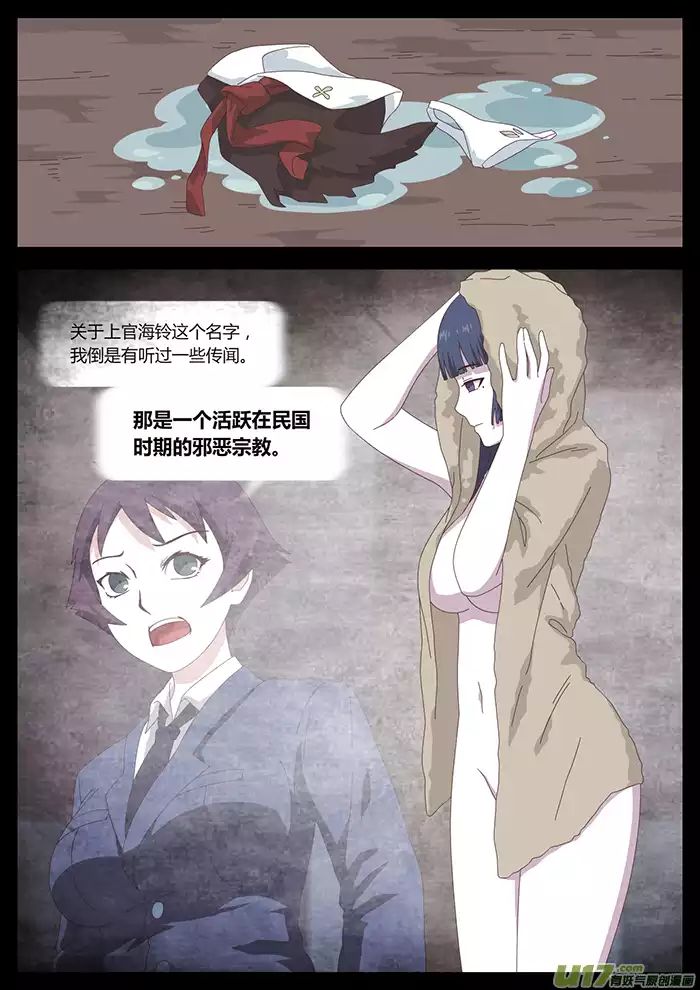 关于上官海铃这个名字，
我倒是有听过一些传闻。
那是一个活跃在民国
时期的邪恶宗教。
U17.com
有妖气原创漫画